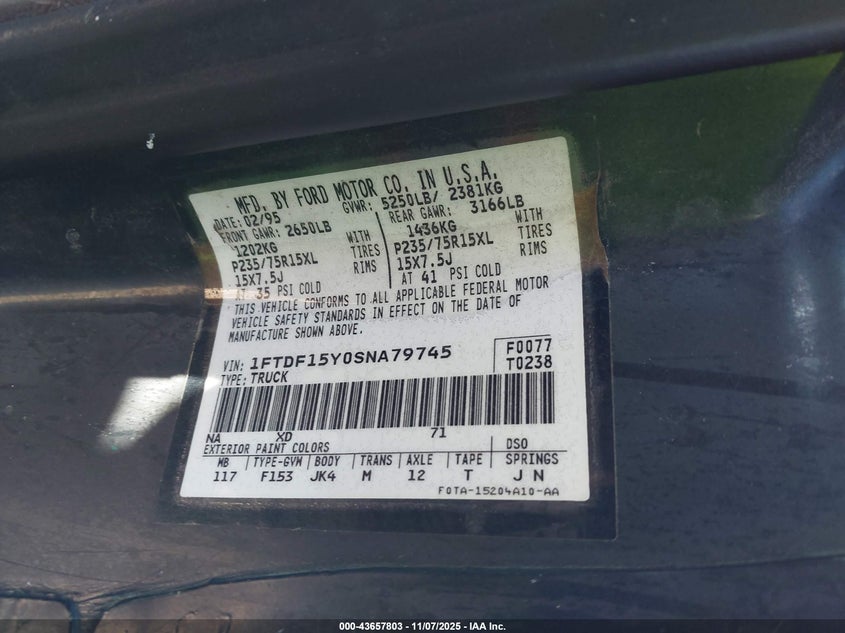 MFD. BY FORD MOTOR CO. IN U.S.A.
DATE: 02/95 GVWR: 5250LB/ 2381KG
FRONT GAWR: 2650LB REAR GAWR: 3166LB
1202KG WITH 1436KG WITH
P235/75R15XL TIRES P235/75R15XL TIRES
15X7.5J RIMS 15X7.5J RIMS
AT 35 PSI COLD AT 41 PSI COLD
THIS VEHICLE CONFORMS TO ALL APPLICABLE FEDERAL MOTOR
VEHICLE SAFETY STANDARDS IN EFFECT ON THE DATE OF
MANUFACTURE SHOWN ABOVE.
VIN: 1FTDF15Y0SNA79745 F0077
TYPE: TRUCK T0238
NA XD 71
EXTERIOR PAINT COLORS DSO
WB TYPE-GVW BODY TRANS AXLE TAPE SPRINGS
117 F153 JK4 M 12 T J N
F0TA-15204A10-AA
000-43657803 | 11/07/2025 - IAA Inc.